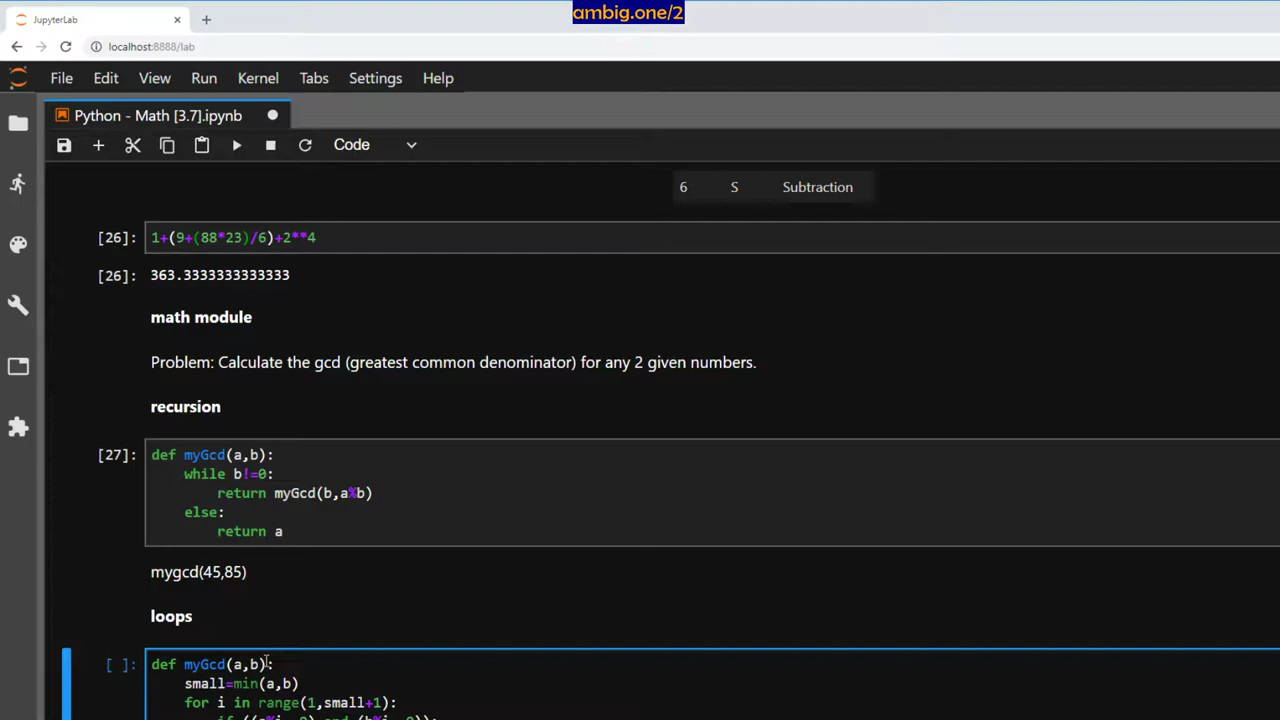 ambig.one/2
JupyterLab
localhost:8888/lab
File Edit View Run Kernel Tabs Settings Help
Python - Math [3.7].ipynb
Code
6 S Subtraction
[26]: 1+(9+(88*23)/6)+2**4
[26]: 363.3333333333333
math module
Problem: Calculate the gcd (greatest common denominator) for any 2 given numbers.
recursion
[27]: def myGcd(a,b):
while b!=0:
return myGcd(b,a%b)
else:
return a
mygcd(45,85)
loops
[ ]: def myGcd(a,b):
small=min(a,b)
for i in range(1,small+1):